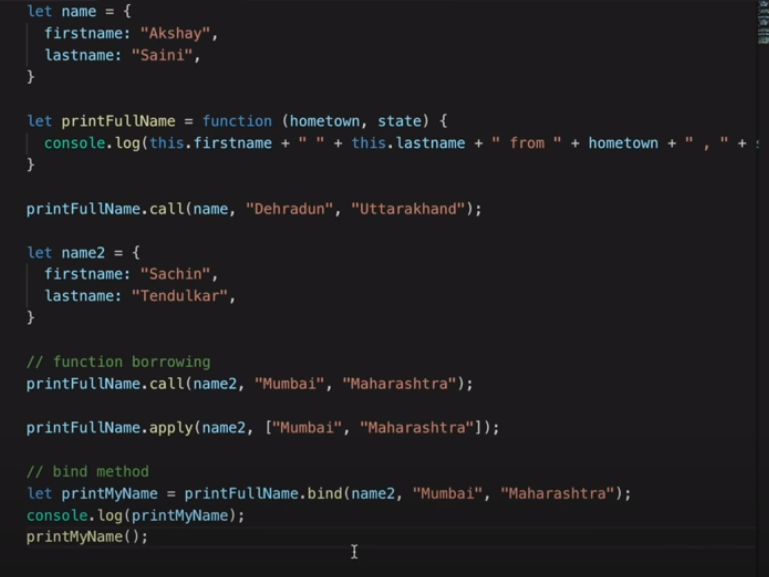 let name = {
  firstname: "Akshay",
  lastname: "Saini",
}
let printFullName = function (hometown, state) {
  console.log(this.firstname + " " + this.lastname + " from " + hometown + " , " +
}
printFullName.call(name, "Dehradun", "Uttarakhand");
let name2 = {
  firstname: "Sachin",
  lastname: "Tendulkar",
}
// function borrowing
printFullName.call(name2, "Mumbai", "Maharashtra");
printFullName.apply(name2, ["Mumbai", "Maharashtra"]);
// bind method
let printMyName = printFullName.bind(name2, "Mumbai", "Maharashtra");
console.log(printMyName);
printMyName();